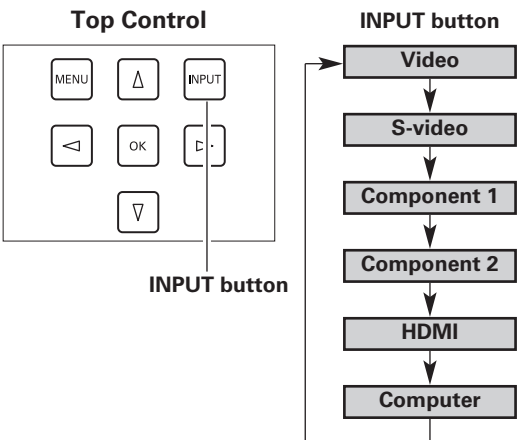 Top Control
MENU
INPUT
OK
INPUT button
INPUT button
Video
S-video
Component 1
Component 2
HDMI
Computer